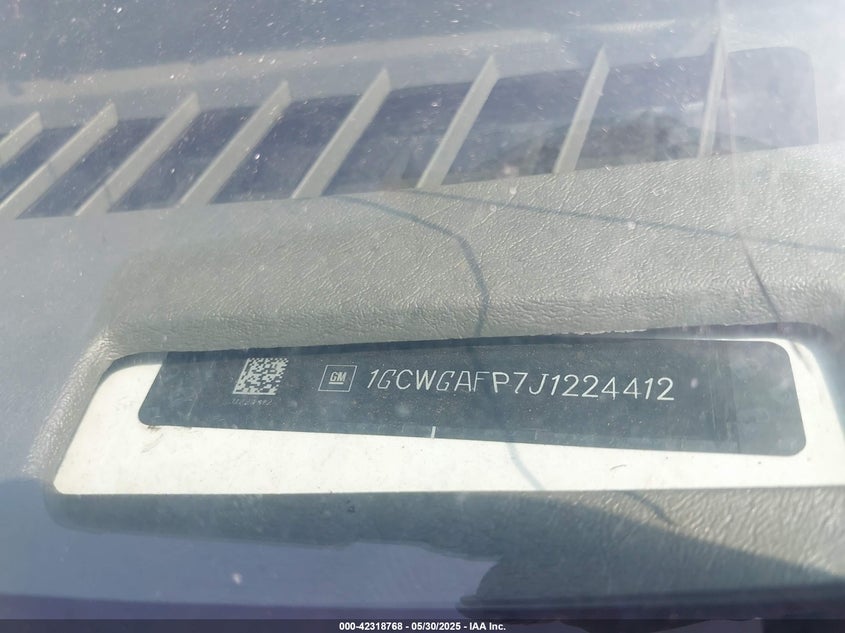 GM 1GCWGAFP7J1224412
000-42318768 - 05/30/2025 - IAA Inc.